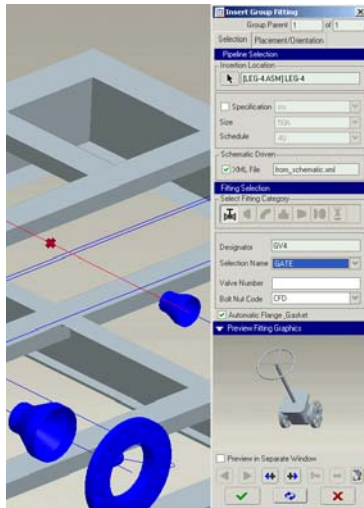 Insert Group Fitting
Group Parent 1 of 1
Selection Placement/Orientation
Pipeline Selection
Insertion Location
[LEG-4.ASM] LEG-4
Specification ms
Size 50A
Schedule 40
Schematic Driven
XML File from_schematic.xml
Fitting Selection
Select Fitting Category
Designator GV4
Selection Name GATE
Valve Number
Bolt Nut Code CFD
Automatic Flange_Gasket
Preview Fitting Graphics
Preview in Separate Window